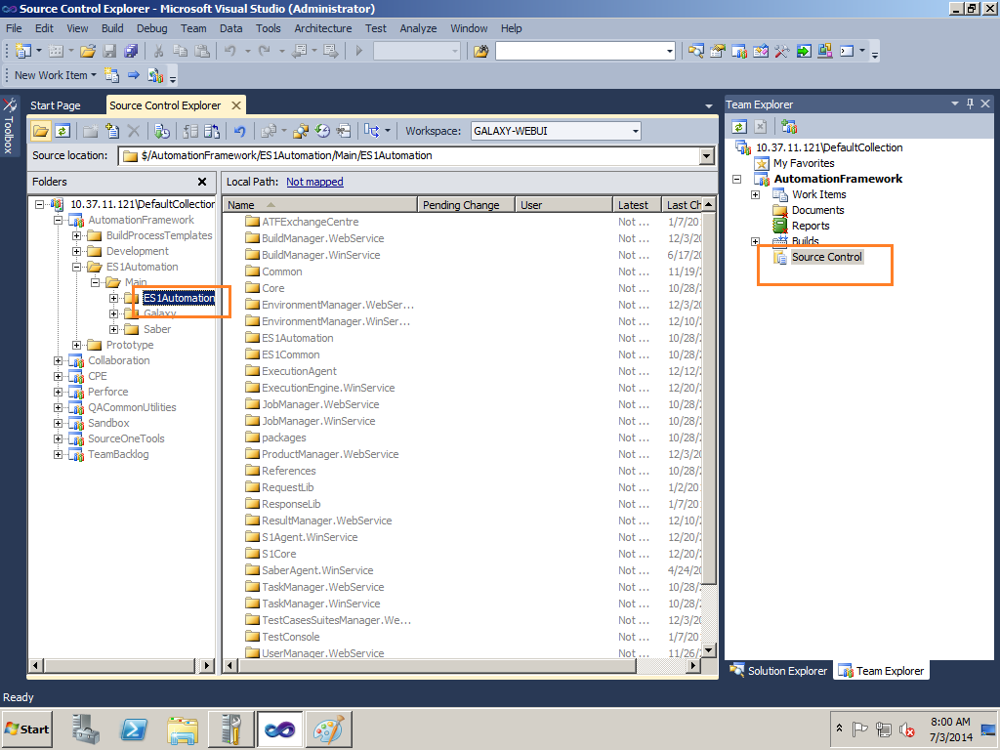 Source Control Explorer - Microsoft Visual Studio (Administrator)
File Edit View Build Debug Team Data Tools Architecture Test Analyze Window Help
New Work Item
Toolbox
Start Page
Source Control Explorer
Workspace: GALAXY-WEBUI
Source location: $/AutomationFramework/ES1Automation/Main/ES1Automation
Folders
10.37.11.121\DefaultCollection
AutomationFramework
BuildProcessTemplates
Development
ES1Automation
Main
ES1Automation
Galaxy
Saber
Prototype
Collaboration
CPE
Perforce
QACommonUtilities
Sandbox
SourceOneTools
TeamBacklog
Local Path: Not mapped
Name Pending Change User Latest Last Ch
ATFExchangeCentre Not ... 1/7/20
BuildManager.WebService Not ... 12/3/2
BuildManager.WinService Not ... 6/17/2
Common Not ... 11/19/
Core Not ... 10/28/
EnvironmentManager.WebSer... Not ... 12/3/2
EnvironmentManager.WinSer... Not ... 12/10/
ES1Automation Not ... 10/28/
ES1Common Not ... 10/28/
ExecutionAgent Not ... 12/12/
ExecutionEngine.WinService Not ... 12/20/
JobManager.WebService Not ... 10/28/
JobManager.WinService Not ... 10/28/
packages Not ... 10/28/
ProductManager.WebService Not ... 12/3/2
References Not ... 10/28/
RequestLib Not ... 1/2/20
ResponseLib Not ... 1/7/20
ResultManager.WebService Not ... 12/10/
S1Agent.WinService Not ... 12/20/
S1Core Not ... 12/20/
SaberAgent.WinService Not ... 4/24/2
TaskManager.WebService Not ... 10/28/
TaskManager.WinService Not ... 10/28/
TestCasesSuitesManager.We... Not ... 12/3/2
TestConsole Not ... 1/7/20
UserManager.WebService Not ... 11/26/
Team Explorer
10.37.11.121\DefaultCollection
My Favorites
AutomationFramework
Work Items
Documents
Reports
Builds
Source Control
Solution Explorer
Team Explorer
Ready
Start
8:00 AM
7/3/2014